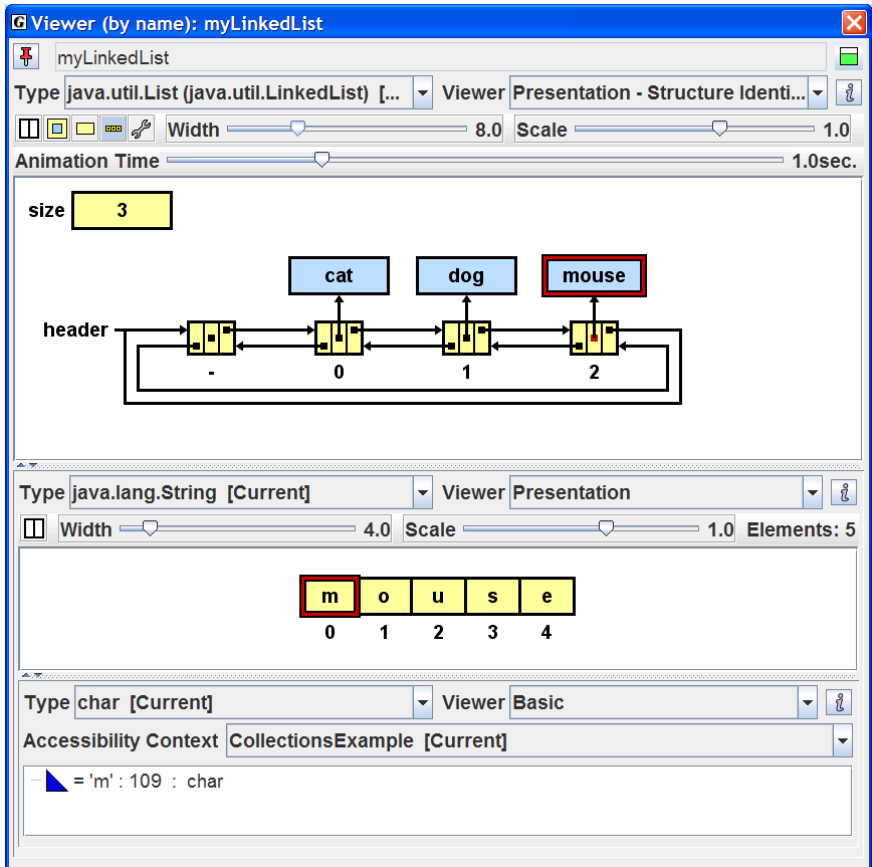 G Viewer (by name): myLinkedList
myLinkedList
Type java.util.List (java.util.LinkedList) [... Viewer Presentation - Structure Identi... i
Width 8.0 Scale 1.0
Animation Time 1.0sec.
size 3
cat dog mouse
header
- 0 1 2
Type java.lang.String [Current] Viewer Presentation i
Width 4.0 Scale 1.0 Elements: 5
m o u s e
0 1 2 3 4
Type char [Current] Viewer Basic i
Accessibility Context CollectionsExample [Current]
= 'm' : 109 : char